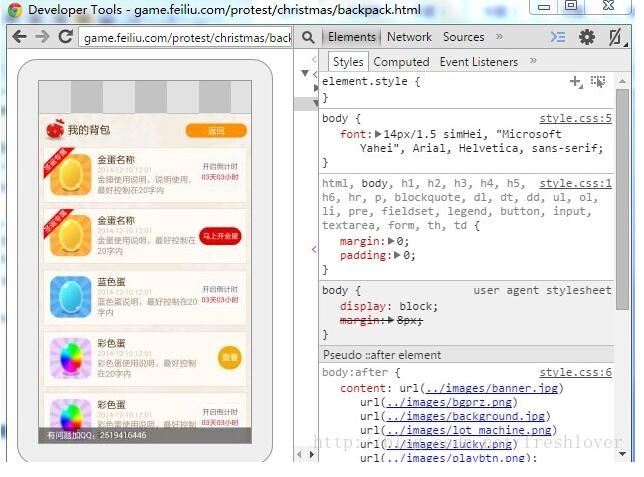 Developer Tools - game.feiliu.com/protest/christmas/backpack.html
game.feiliu.com/protest/christmas/back
Elements Network Sources »
Styles Computed Event Listeners »
我的背包
返回
圣诞专属
金蛋名称
2014-12-10 12:01
金蛋使用说明，说明使用，
最好控制在20字内
开启倒计时
03天03小时
圣诞专属
金蛋名称
2014-12-10 12:01
金蛋使用说明，最好控制在
20字内
马上开金蛋
蓝色蛋
2014-12-10 12:01
蓝色蛋说明，最好控制在20字
内
开启倒计时
03天03小时
彩色蛋
2014-12-10 12:01
彩色蛋使用说明，最好控制
在20字内
查看
彩色蛋
2014-12-10 12:01
彩色蛋使用说明，最好控制
开启倒计时
03天03小时
有问题加QQ：2519416446
element.style {
}
body { style.css:5
font:▶14px/1.5 simHei, "Microsoft
Yahei", Arial, Helvetica, sans-serif;
}
html, body, h1, h2, h3, h4, h5, style.css:1
h6, hr, p, blockquote, dl, dt, dd, ul, ol,
li, pre, fieldset, legend, button, input,
textarea, form, th, td {
margin:▶0;
padding:▶0;
}
body { user agent stylesheet
display: block;
margin:▶8px;
}
Pseudo ::after element
body:after { style.css:6
content: url(../images/banner.jpg)
url(../images/bgprz.png)
url(../images/background.jpg)
url(../images/lot_machine.png)
url(../images/lucky.png)
url(../images/playbtn.png);